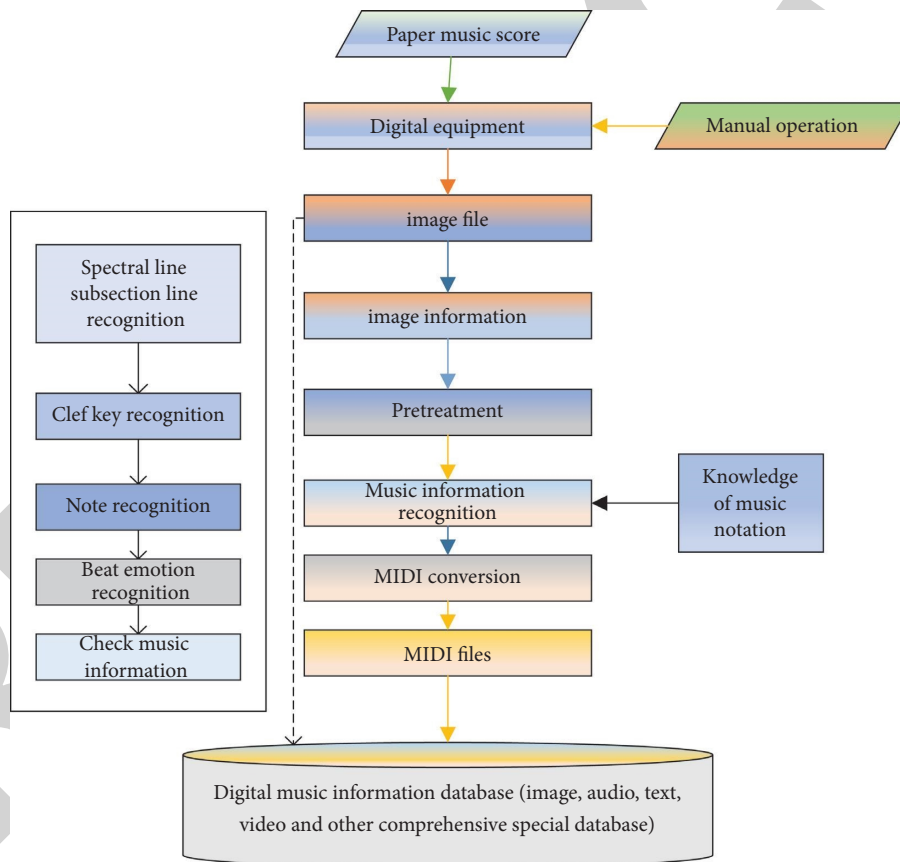 Paper music score
Digital equipment
Manual operation
image file
Spectral line
subsection line
recognition
image information
Clef key recognition
Pretreatment
Music information
recognition
Knowledge
of music
notation
Note recognition
Beat emotion
recognition
MIDI conversion
Check music
information
MIDI files
Digital music information database (image, audio, text,
video and other comprehensive special database)